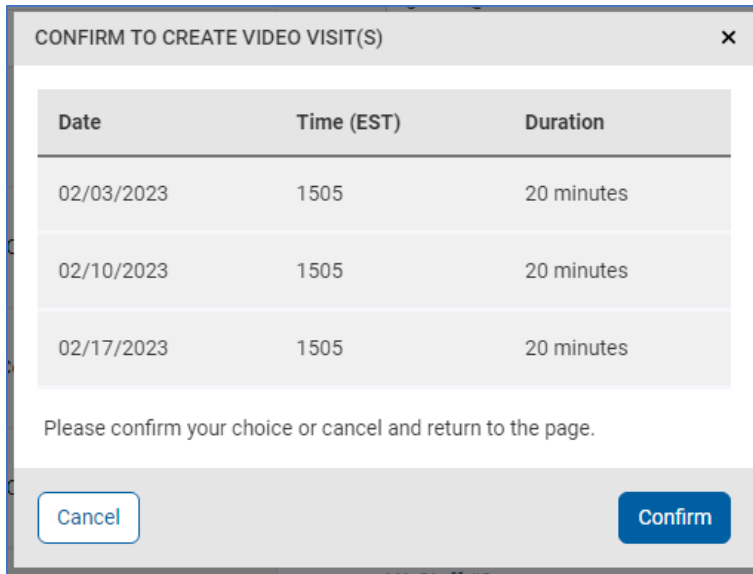 CONFIRM TO CREATE VIDEO VISIT(S) ×
Date Time (EST) Duration
02/03/2023 1505 20 minutes
02/10/2023 1505 20 minutes
02/17/2023 1505 20 minutes
Please confirm your choice or cancel and return to the page.
Cancel Confirm